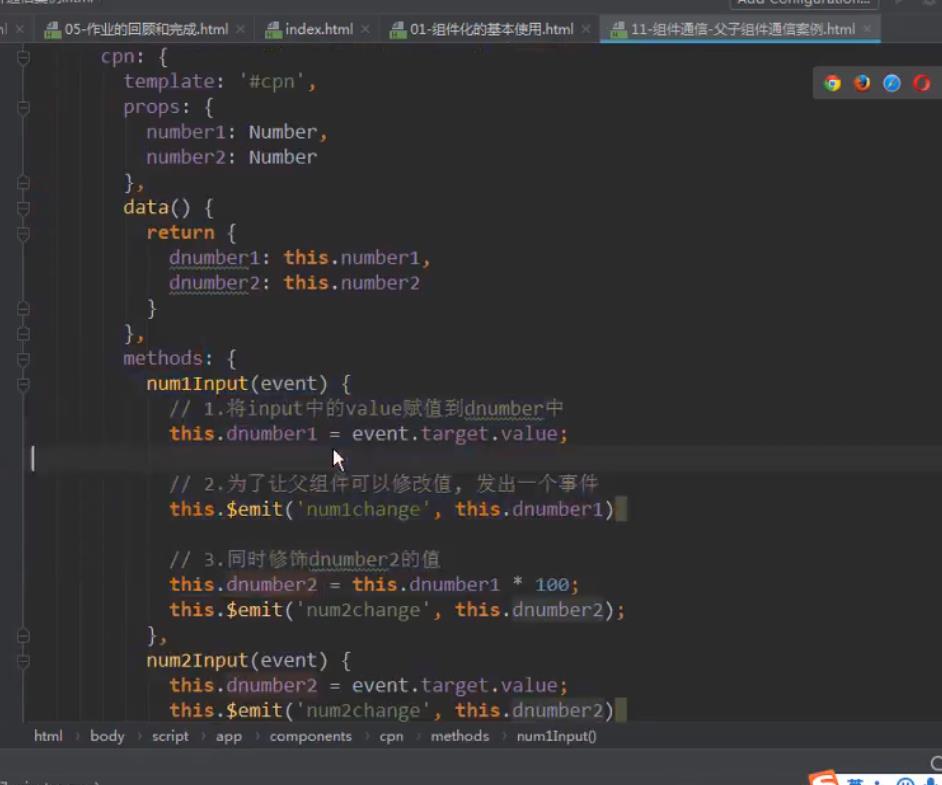 05-作业的回顾和完成.html
index.html
01-组件化的基本使用.html
11-组件通信-父子组件通信案例.html
cpn: {
template: '#cpn',
props: {
number1: Number,
number2: Number
},
data() {
return {
dnumber1: this.number1,
dnumber2: this.number2
}
},
methods: {
num1Input(event) {
// 1.将input中的value赋值到dnumber中
this.dnumber1 = event.target.value;
// 2.为了让父组件可以修改值, 发出一个事件
this.$emit('num1change', this.dnumber1)
// 3.同时修饰dnumber2的值
this.dnumber2 = this.dnumber1 * 100;
this.$emit('num2change', this.dnumber2);
},
num2Input(event) {
this.dnumber2 = event.target.value;
this.$emit('num2change', this.dnumber2)
html › body › script › app › components › cpn › methods › num1Input()
英